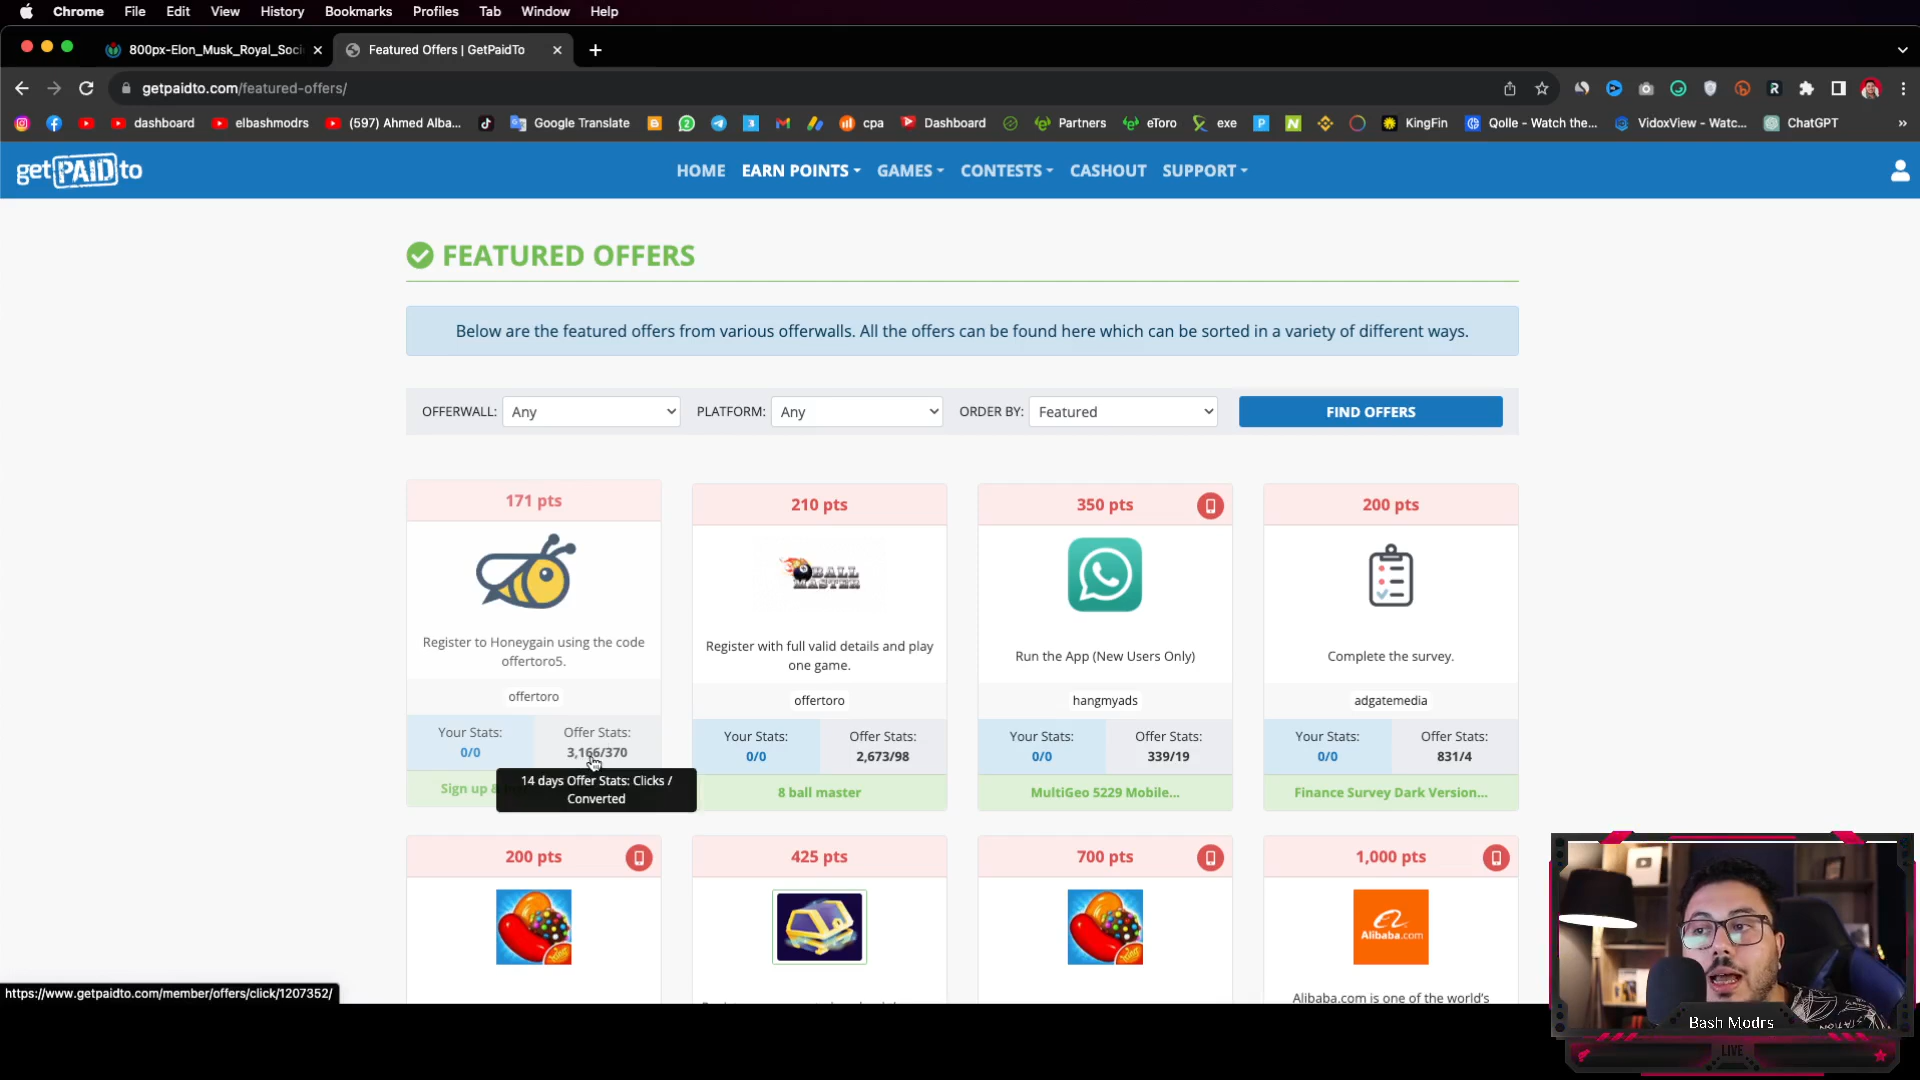 Chrome File Edit View History Bookmarks Profiles Tab Window Help
800px-Elon_Musk_Royal_Soci
Featured Offers | GetPaidTo
getpaidto.com/featured-offers/
dashboard elbashmodrs (597) Ahmed Alba... Google Translate cpa Dashboard Partners eToro exe KingFin Qolle - Watch the... VidoxView - Watc... ChatGPT »
get PAID to
HOME EARN POINTS GAMES CONTESTS CASHOUT SUPPORT
FEATURED OFFERS
Below are the featured offers from various offerwalls. All the offers can be found here which can be sorted in a variety of different ways.
OFFERWALL: Any PLATFORM: Any ORDER BY: Featured FIND OFFERS
171 pts
Register to Honeygain using the code
offertoro5.
offertoro
Your Stats: Offer Stats:
0/0 3,166/370
Sign up &
14 days Offer Stats: Clicks /
Converted
210 pts
BALL
MASTER
Register with full valid details and play
one game.
offertoro
Your Stats: Offer Stats:
0/0 2,673/98
8 ball master
350 pts
Run the App (New Users Only)
hangmyads
Your Stats: Offer Stats:
0/0 339/19
MultiGeo 5229 Mobile...
200 pts
Complete the survey.
adgatemedia
Your Stats: Offer Stats:
0/0 831/4
Finance Survey Dark Version...
200 pts
425 pts
700 pts
1,000 pts
Alibaba.com
Alibaba.com is one of the world's
https://www.getpaidto.com/member/offers/click/1207352/
Bash Modrs
LIVE